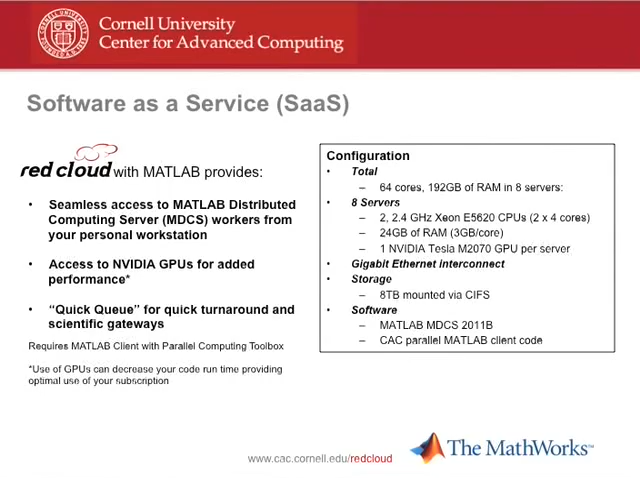 Cornell University
Center for Advanced Computing
Software as a Service (SaaS)
red cloud with MATLAB provides:
• Seamless access to MATLAB Distributed
Computing Server (MDCS) workers from
your personal workstation
• Access to NVIDIA GPUs for added
performance*
• “Quick Queue” for quick turnaround and
scientific gateways
Requires MATLAB Client with Parallel Computing Toolbox
*Use of GPUs can decrease your code run time providing
optimal use of your subscription
Configuration
• Total
– 64 cores, 192GB of RAM in 8 servers:
• 8 Servers
– 2, 2.4 GHz Xeon E5620 CPUs (2 x 4 cores)
– 24GB of RAM (3GB/core)
– 1 NVIDIA Tesla M2070 GPU per server
• Gigabit Ethernet interconnect
• Storage
– 8TB mounted via CIFS
• Software
– MATLAB MDCS 2011B
– CAC parallel MATLAB client code
www.cac.cornell.edu/redcloud
The MathWorks™